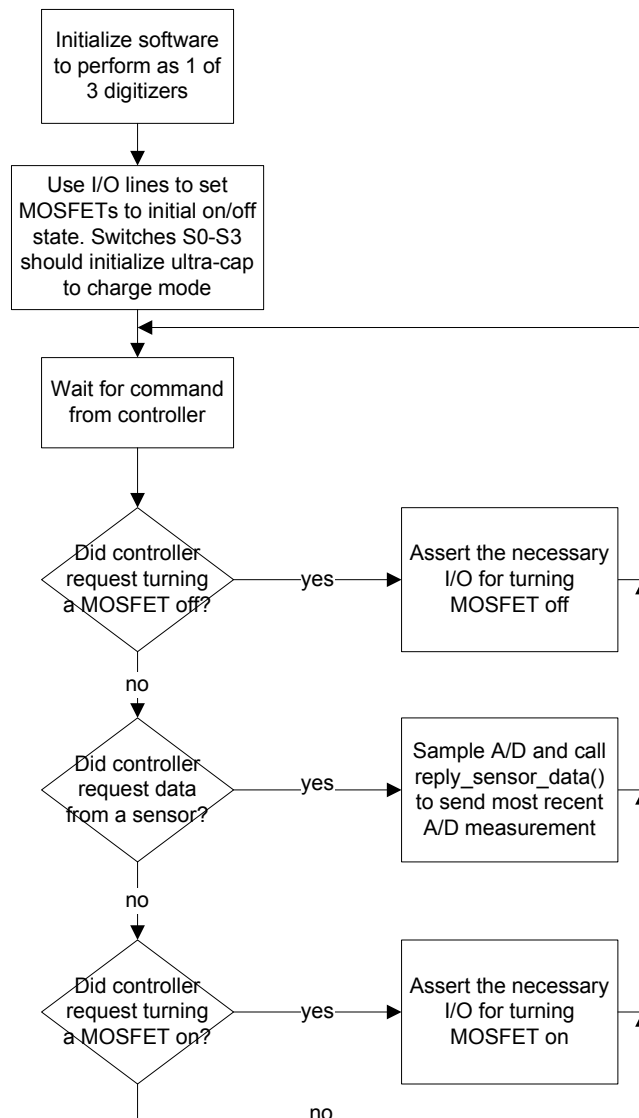 Initialize software
to perform as 1 of
3 digitizers
Use I/O lines to set
MOSFETs to initial on/off
state. Switches S0-S3
should initialize ultra-cap
to charge mode
Wait for command
from controller
Did controller
request turning
a MOSFET off?
yes
Assert the necessary
I/O for turning
MOSFET off
no
Did controller
request data
from a sensor?
yes
Sample A/D and call
reply_sensor_data()
to send most recent
A/D measurement
no
Did controller
request turning
a MOSFET on?
yes
Assert the necessary
I/O for turning
MOSFET on
no